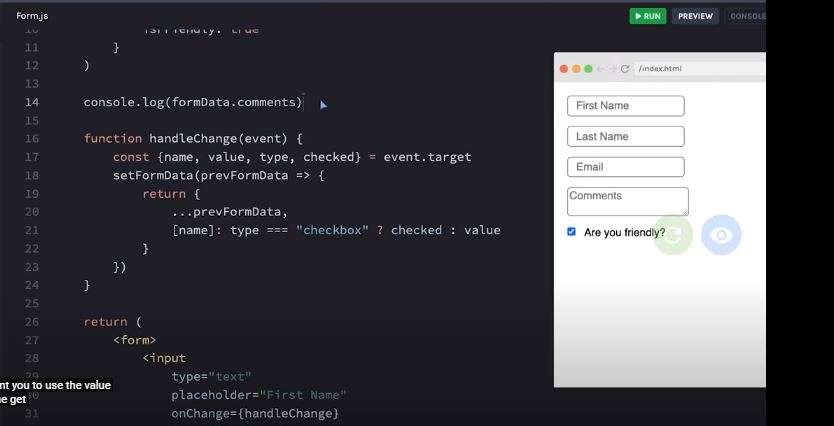 Form.js
RUN
PREVIEW
CONSOLE
10 isFriendly: true
11 }
12 )
13
14 console.log(formData.comments)
15
16 function handleChange(event) {
17 const {name, value, type, checked} = event.target
18 setFormData(prevFormData => {
19 return {
20 ...prevFormData,
21 [name]: type === "checkbox" ? checked : value
22 }
23 })
24 }
25
26 return (
27 <form>
28 <input
29 type="text"
30 placeholder="First Name"
31 onChange={handleChange}
/index.html
First Name
Last Name
Email
Comments
Are you friendly?
nt you to use the value
e get